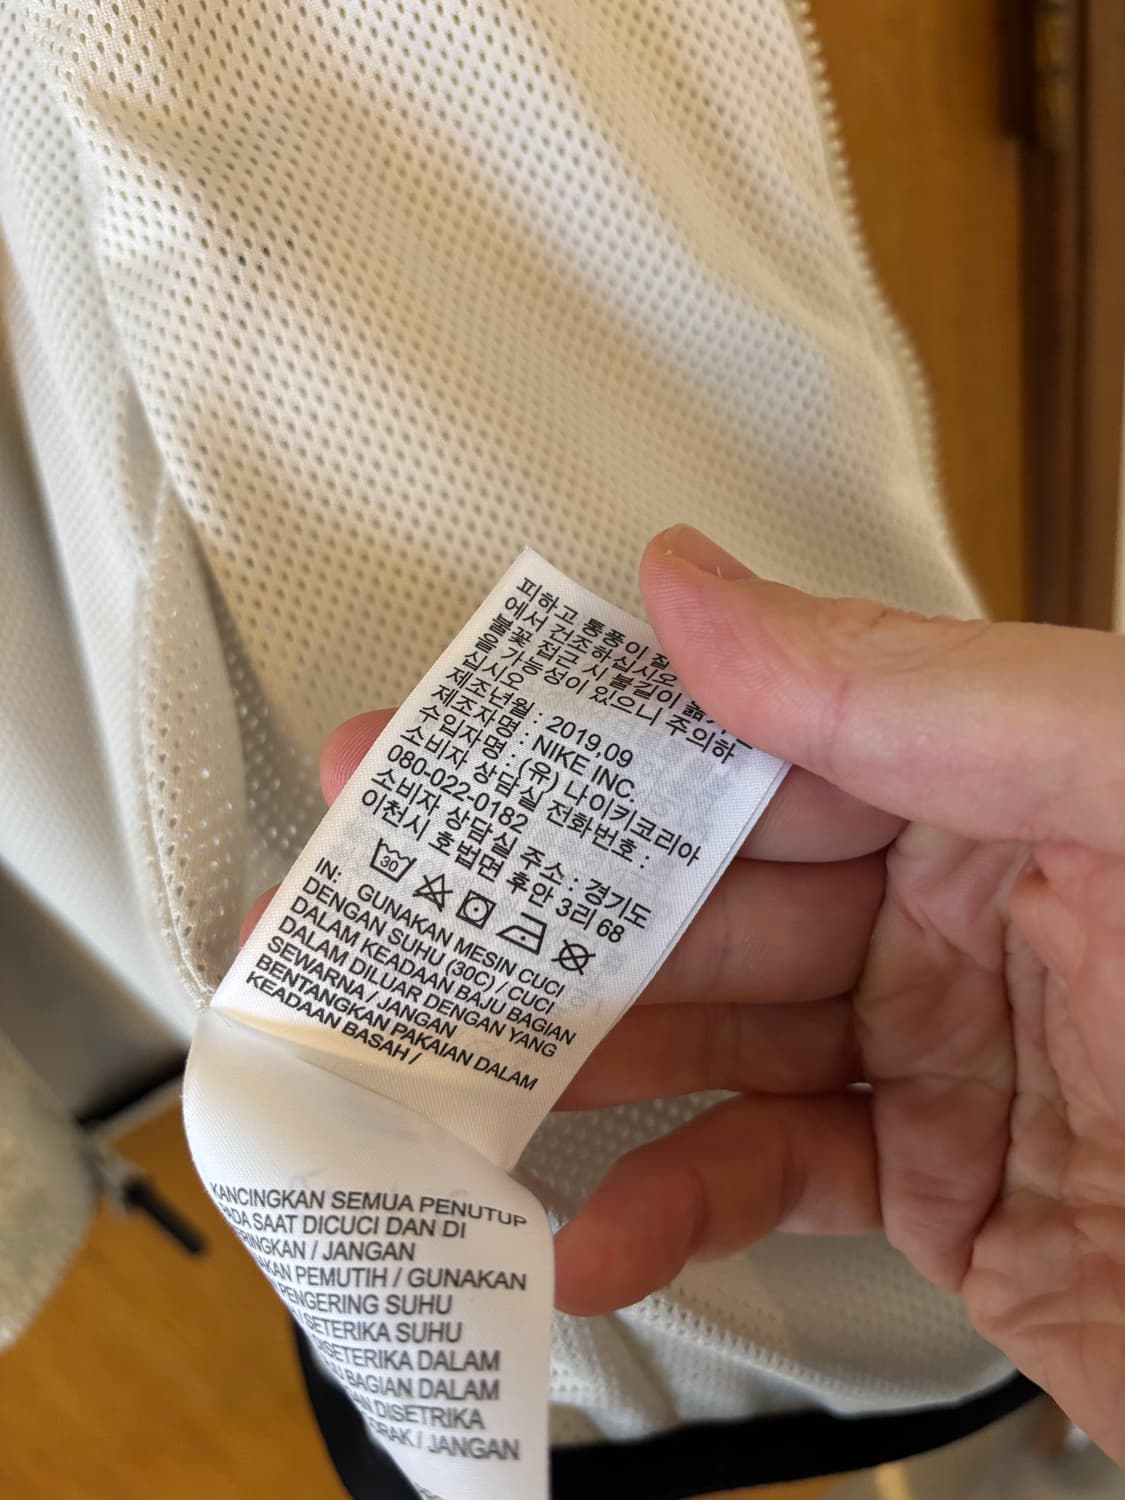 피하고 통풍이 잘
에서 건조하십시오
불꽃 접근 시 불길이 옮겨
을 가능성이 있으니 주의하
십시오
제조년월 : 2019,09
제조자명 : NIKE INC.
수입자명 : (유) 나이키코리아
소비자 상담실 전화번호 :
080-022-0182
소비자 상담실 주소 : 경기도
이천시 호법면 후안 3리 68
30
IN: GUNAKAN MESIN CUCI
DENGAN SUHU (30C) / CUCI
DALAM KEADAAN BAJU BAGIAN
DALAM DILUAR DENGAN YANG
SEWARNA / JANGAN
BENTANGKAN PAKAIAN DALAM
KEADAAN BASAH /
KANCINGKAN SEMUA PENUTUP
PADA SAAT DICUCI DAN DI
/ JANGAN
PEMUTIH / GUNAKAN
PENGERING SUHU
/ SETERIKA SUHU
DISETERIKA DALAM
BAGIAN DALAM
DISETRIKA
/ JANGAN